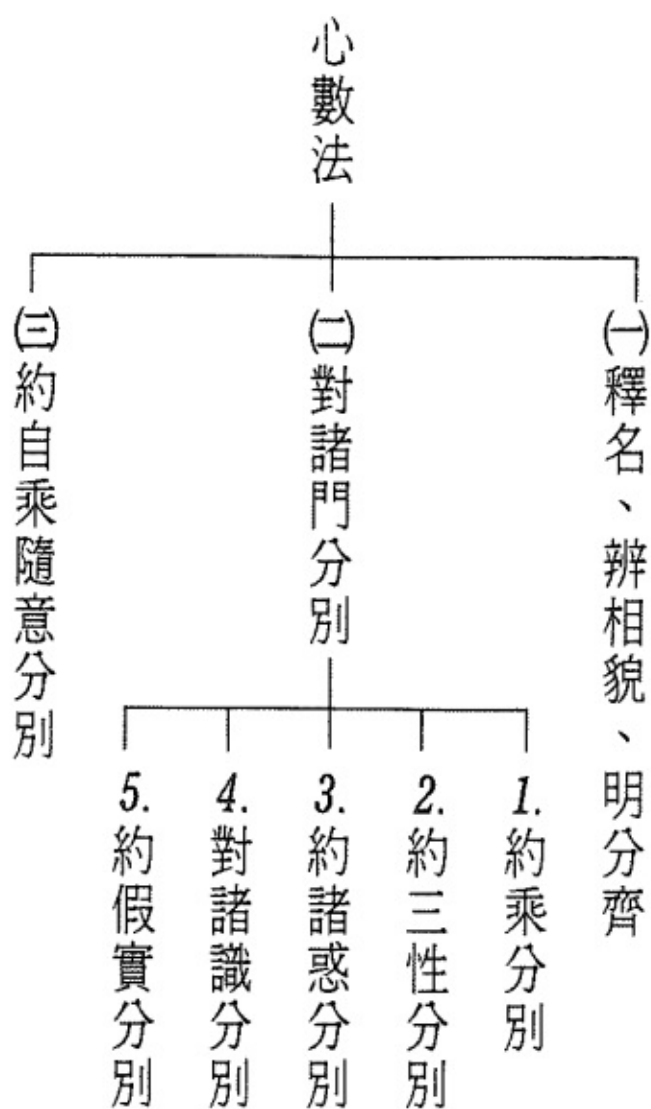 心數法
㈠釋名、辨相貌、明分齊
㈡對諸門分別
1.約乘分別
2.約三性分別
3.約諸惑分別
4.對諸識分別
5.約假實分別
㈢約自乘隨意分別